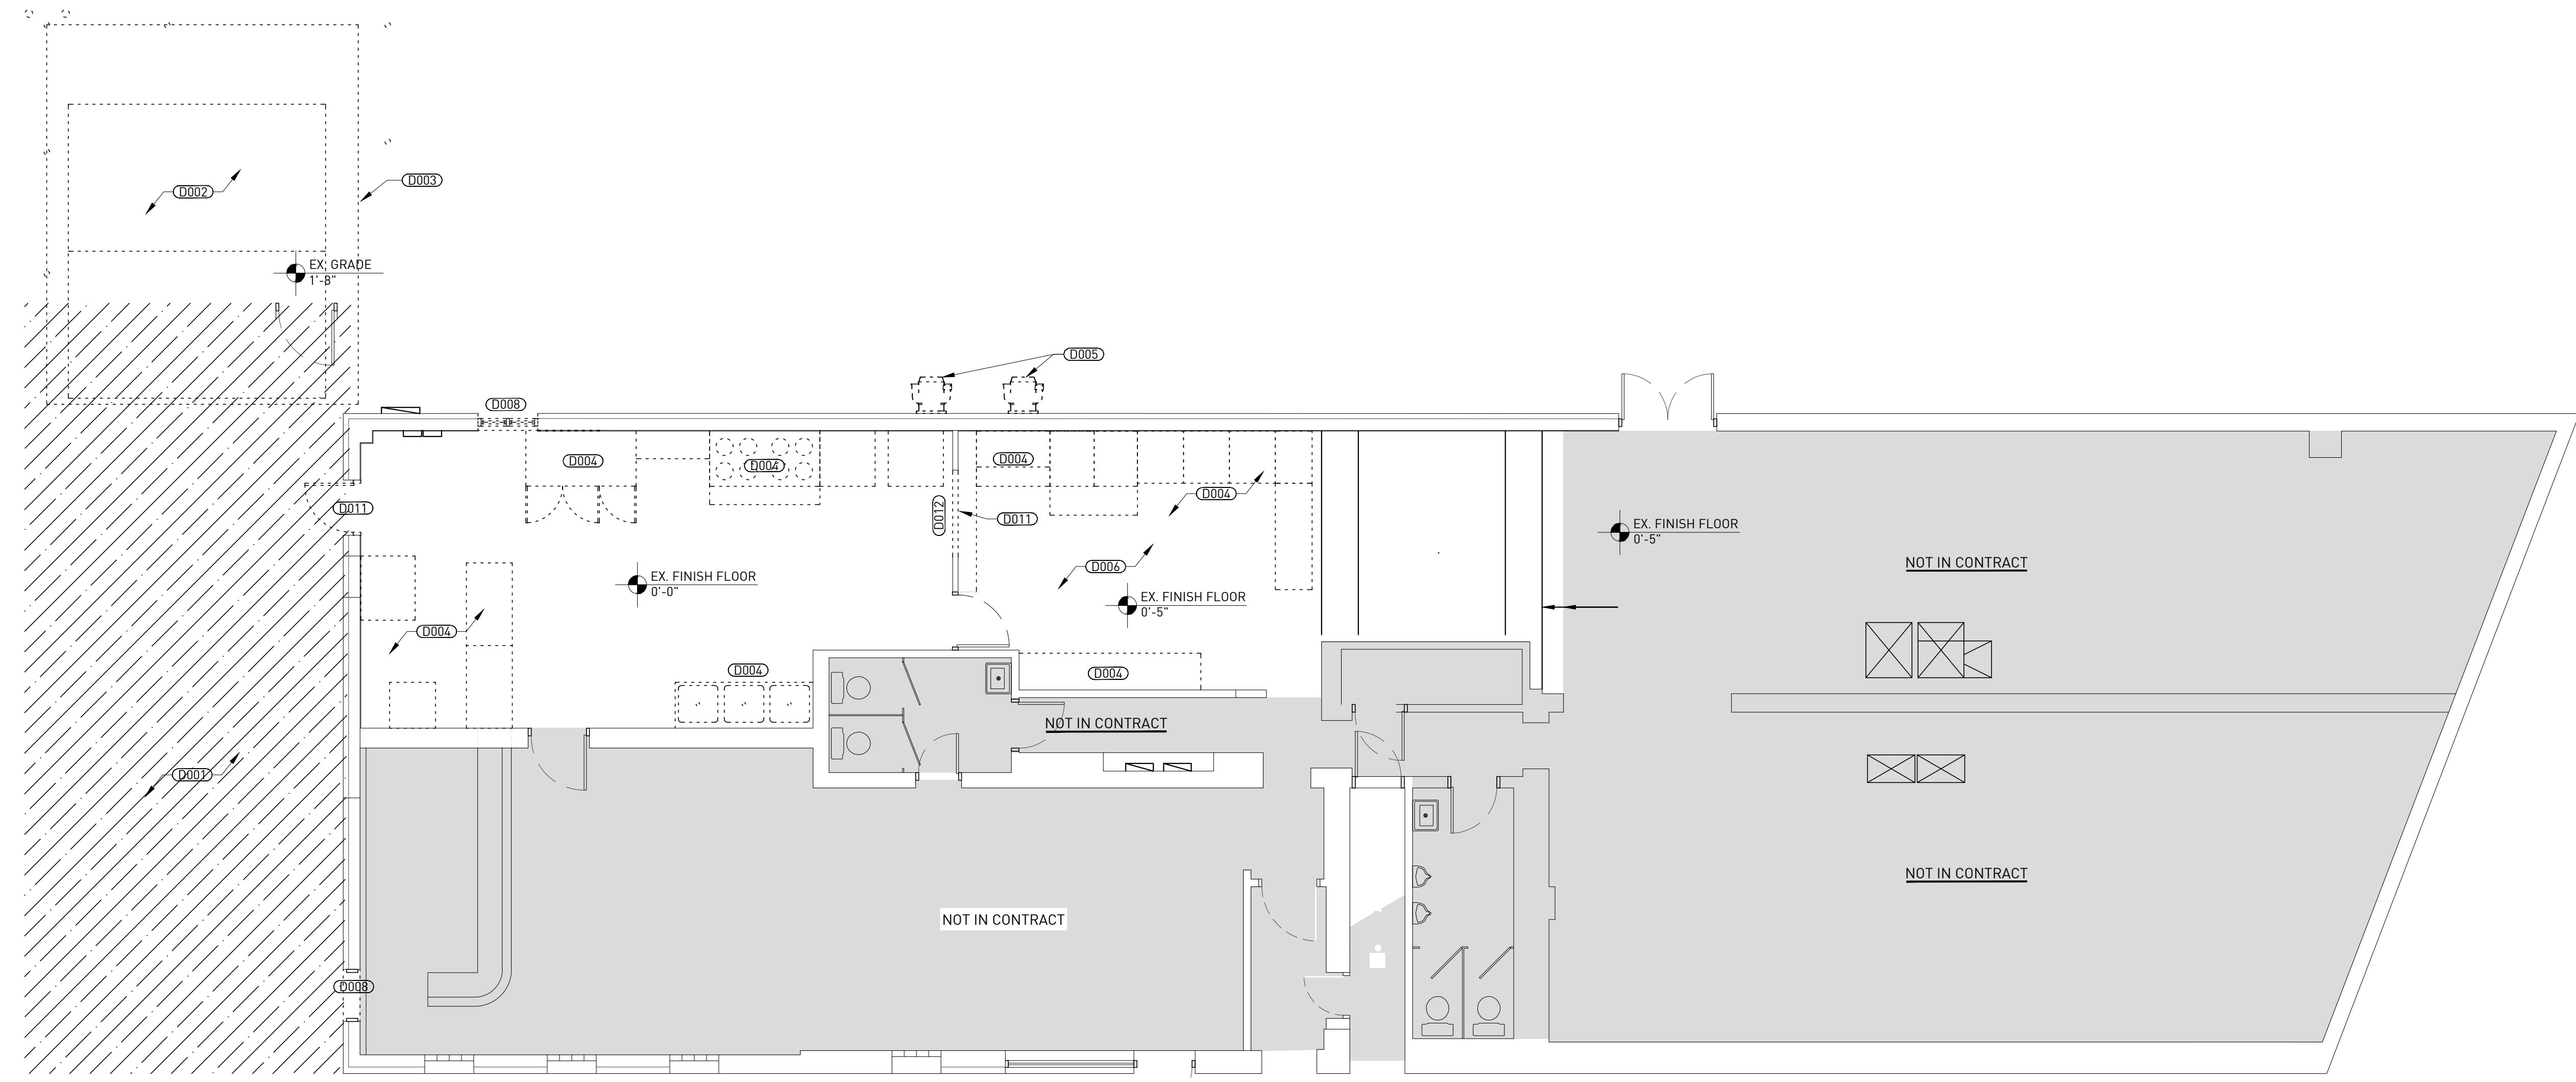 D003
D002
EX. GRADE
1'-8"
D005
D008
D004
D004
D004
D004
D011
D012
D011
EX. FINISH FLOOR
0'-5"
NOT IN CONTRACT
D006
EX. FINISH FLOOR
0'-0"
EX. FINISH FLOOR
0'-5"
D004
D004
D004
NOT IN CONTRACT
D001
NOT IN CONTRACT
NOT IN CONTRACT
D008